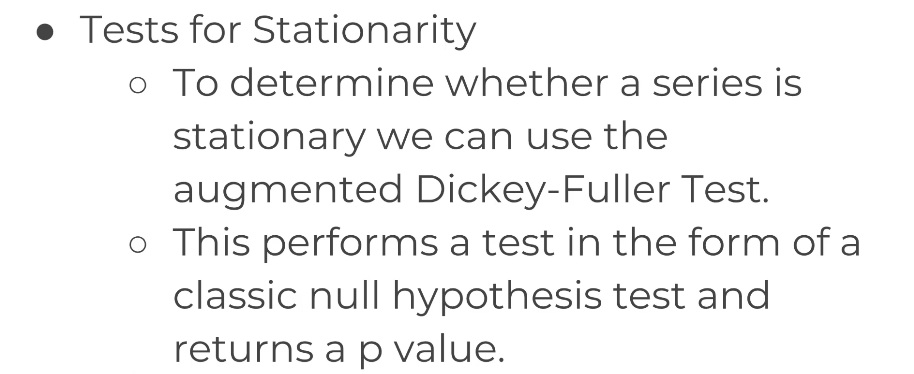 ● Tests for Stationarity
○ To determine whether a series is
stationary we can use the
augmented Dickey-Fuller Test.
○ This performs a test in the form of a
classic null hypothesis test and
returns a p value.